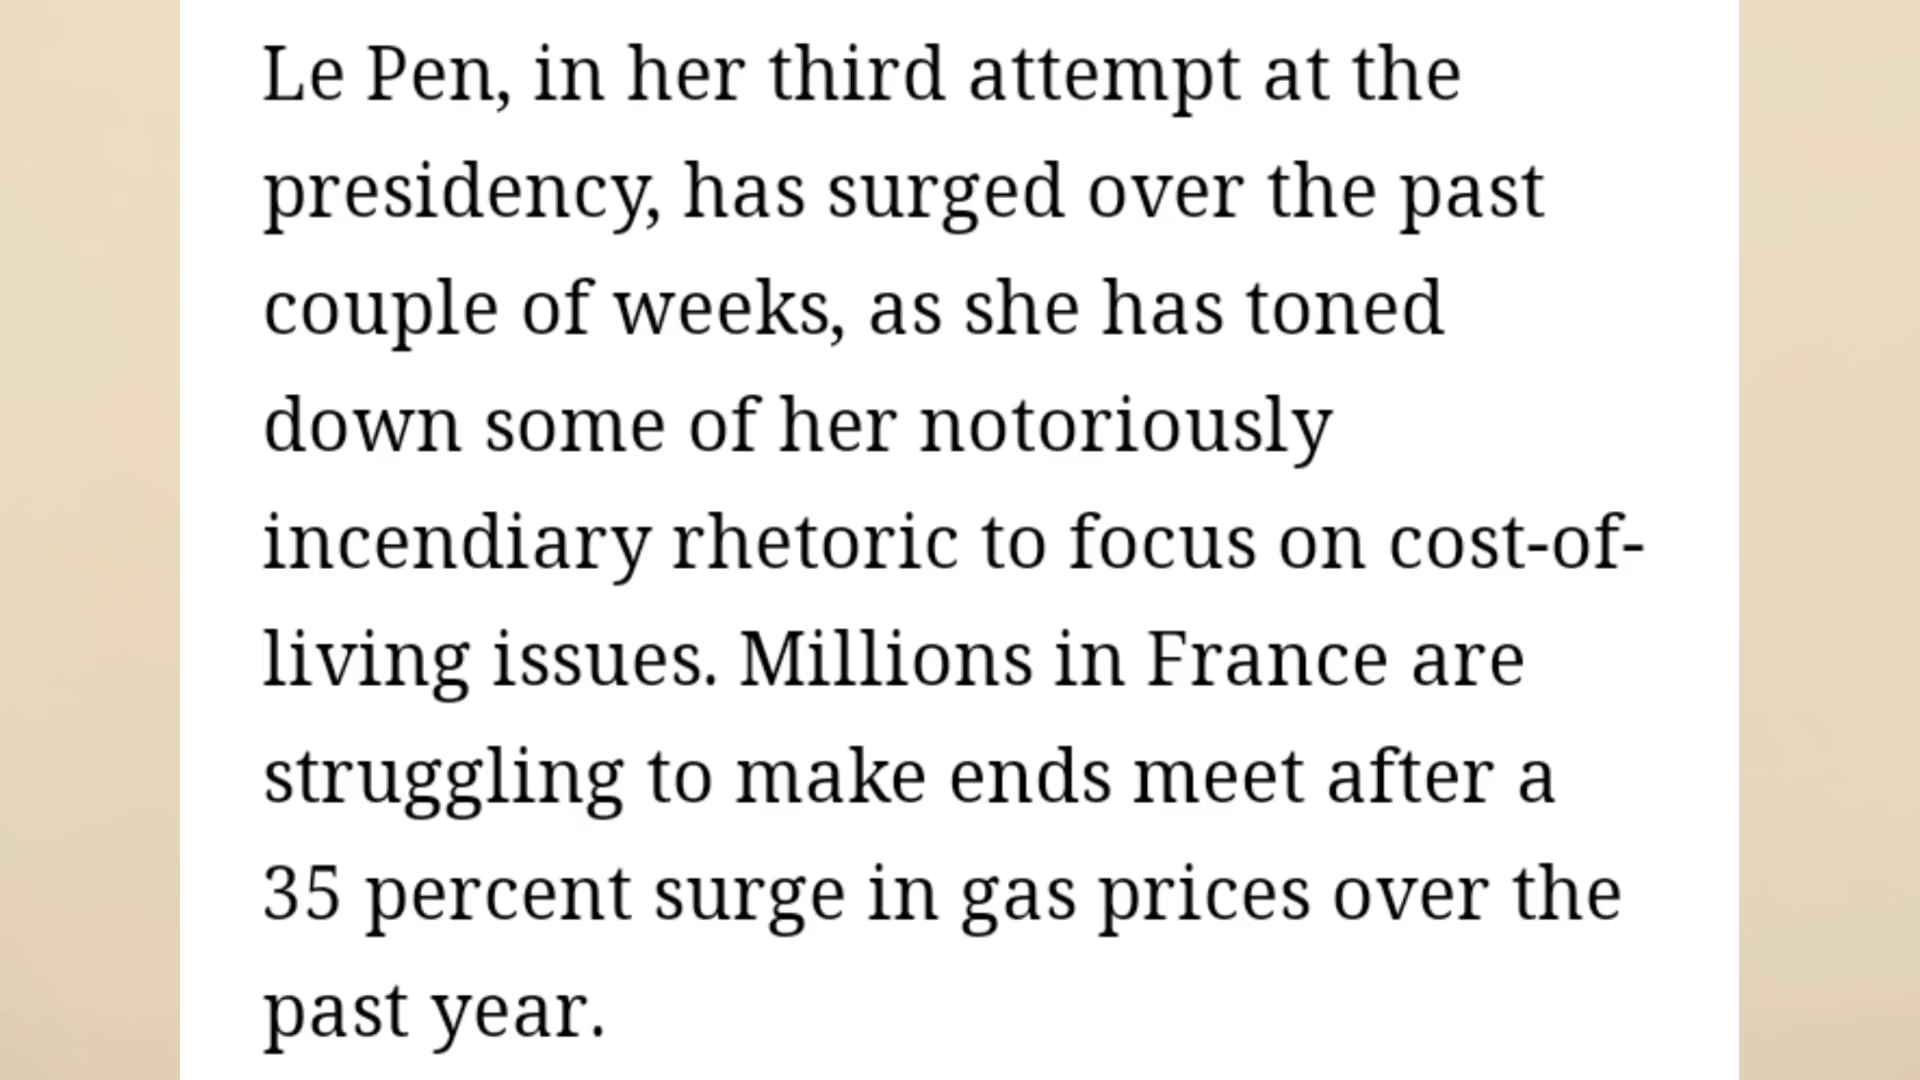 Le Pen, in her third attempt at the
presidency, has surged over the past
couple of weeks, as she has toned
down some of her notoriously
incendiary rhetoric to focus on cost-of-
living issues. Millions in France are
struggling to make ends meet after a
35 percent surge in gas prices over the
past year.